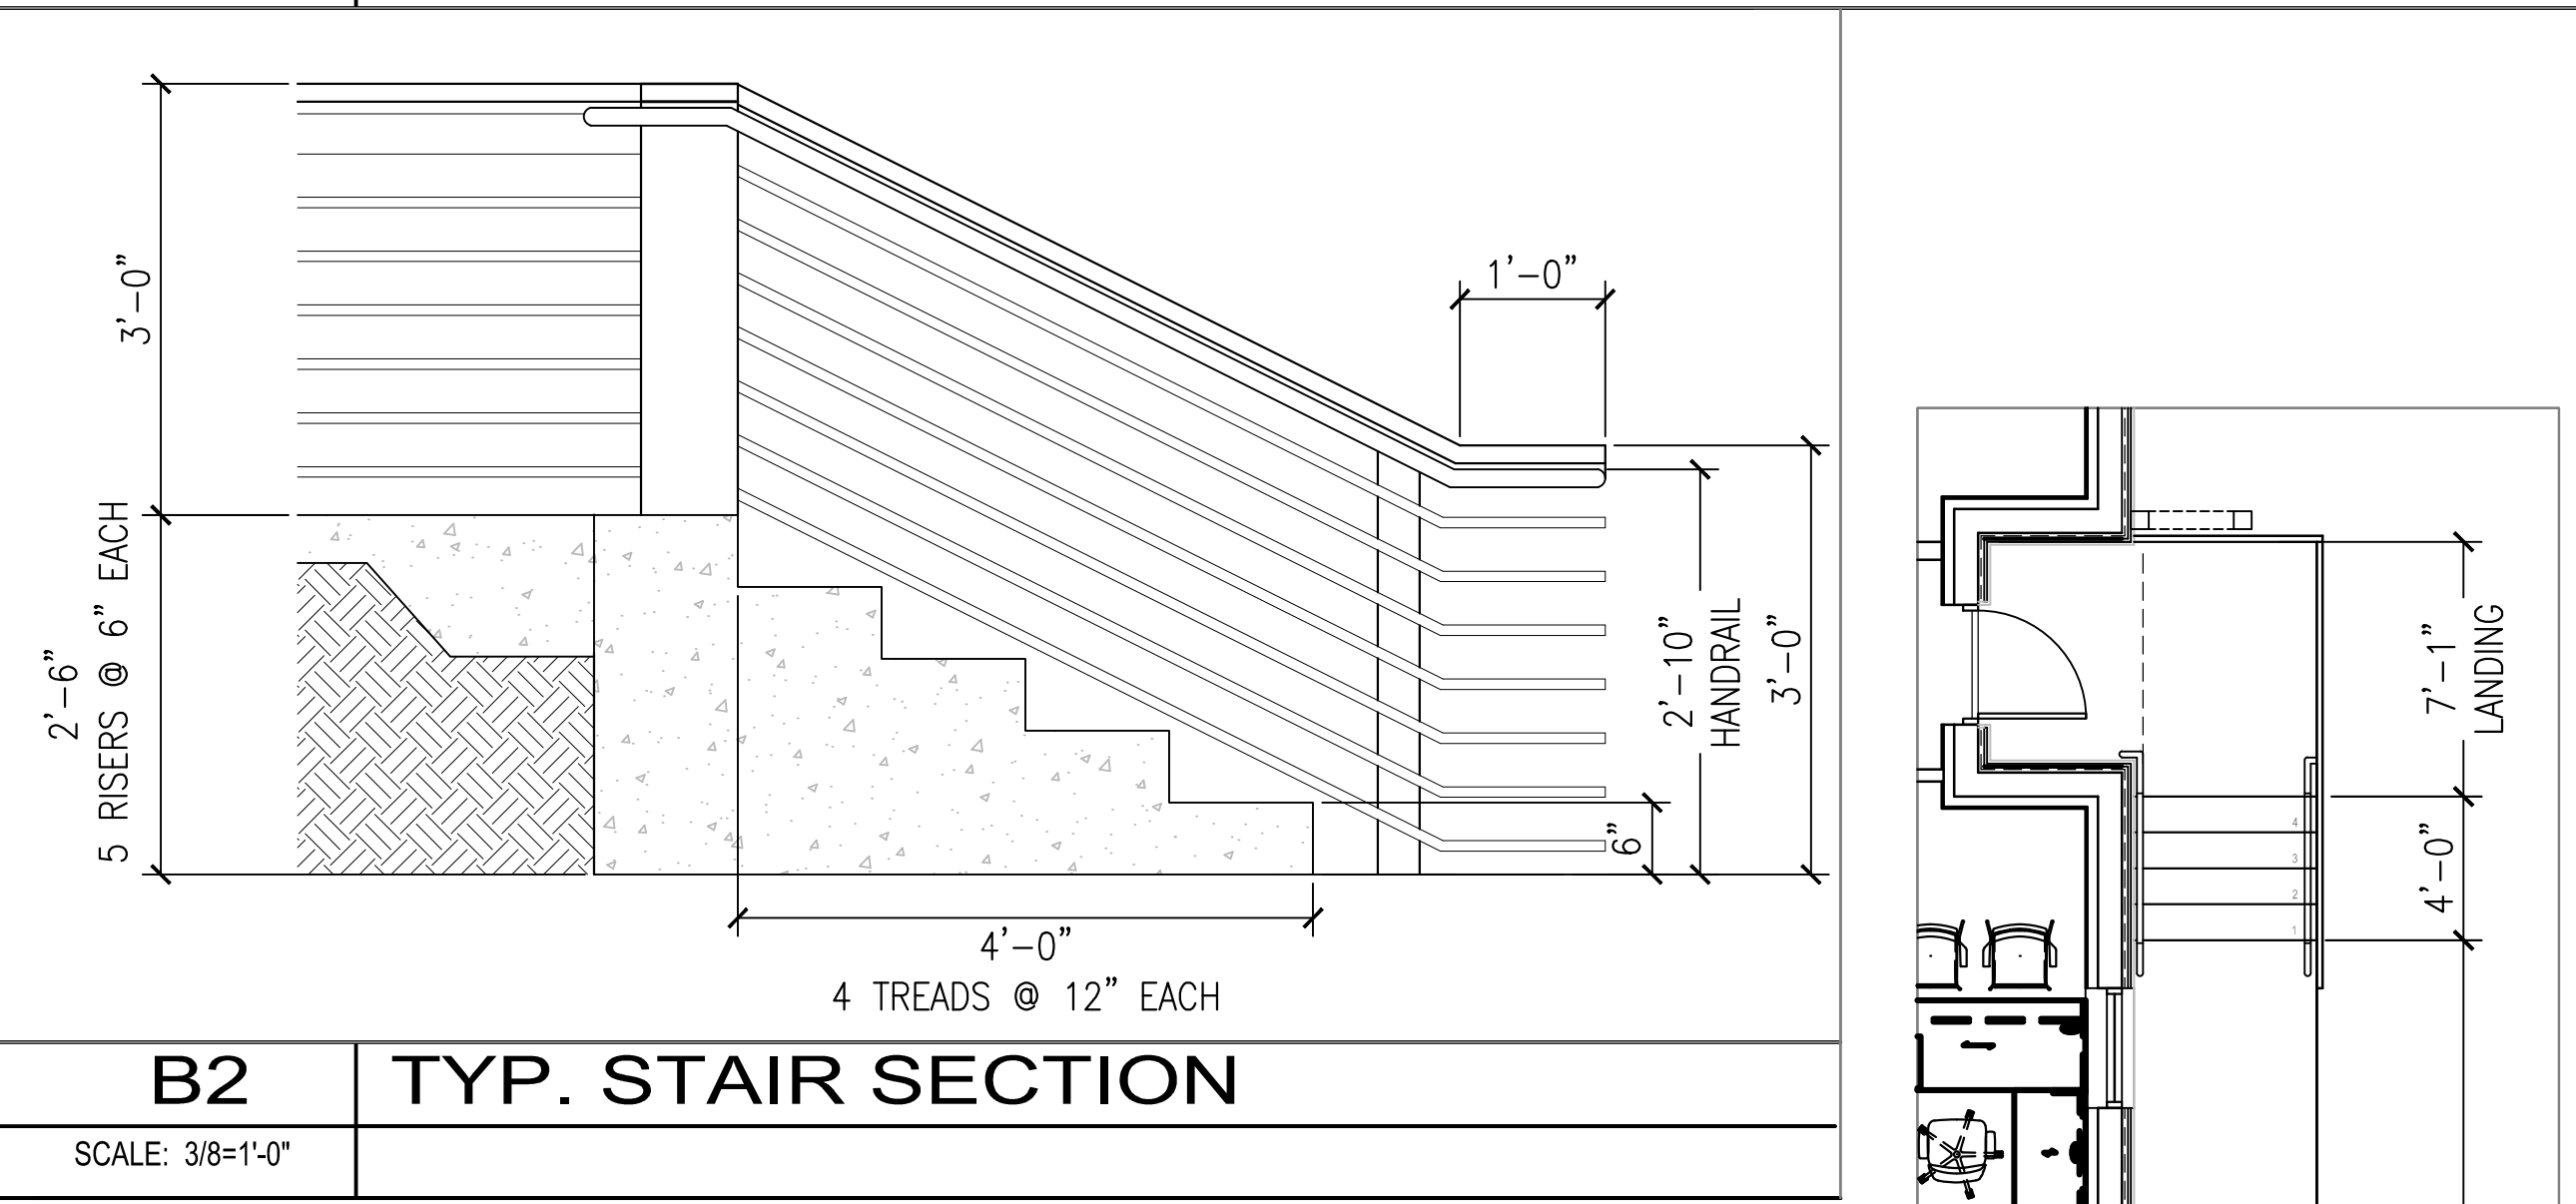 3'-0"
2'-6"
5 RISERS @ 6" EACH
1'-0"
2'-10"
HANDRAIL
3'-0"
6"
4'-0"
4 TREADS @ 12" EACH
7'-1"
LANDING
4'-0"
4
3
2
1
B2
TYP. STAIR SECTION
SCALE: 3/8=1'-0"